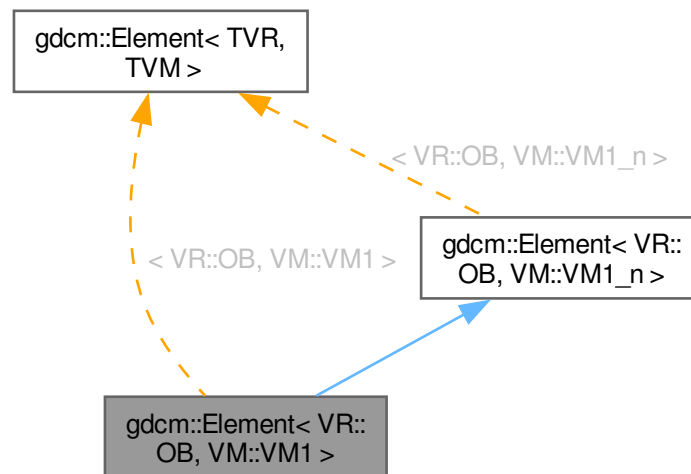 gdcm::Element< TVR,
TVM >
< VR::OB, VM::VM1_n >
gdcm::Element< VR::
OB, VM::VM1_n >
< VR::OB, VM::VM1 >
gdcm::Element< VR::
OB, VM::VM1 >